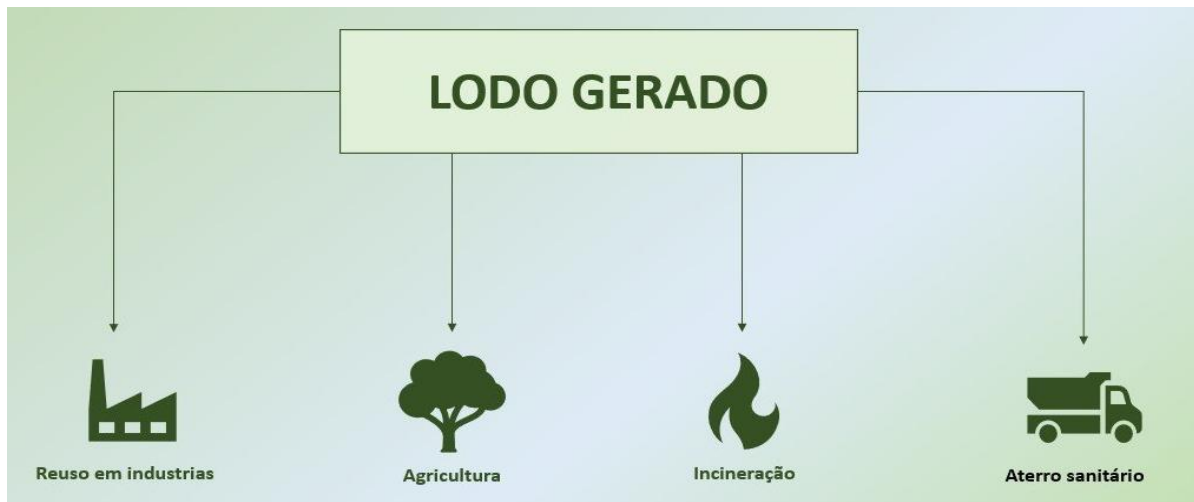 LODO GERADO
Reuso em industrias
Agricultura
Incineração
Aterro sanitário